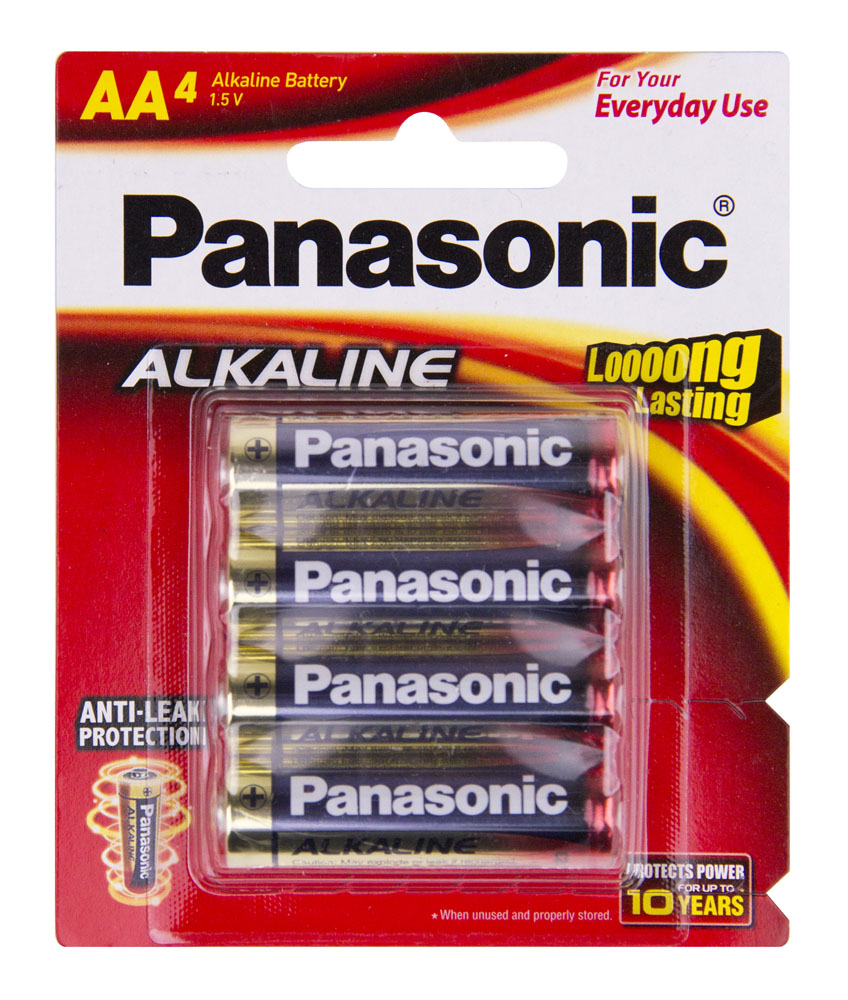 AA4 Alkaline Battery
1.5 V
For Your
Everyday Use
Panasonic®
ALKALINE
Loooong
Lasting
Panasonic
ALKALINE
Panasonic
ALKALINE
Panasonic
ALKALINE
Panasonic
ALKALINE
ANTI-LEAK
PROTECTION
Panasonic
ALKALINE
PROTECTS POWER
FOR UP TO
10 YEARS
*When unused and properly stored.